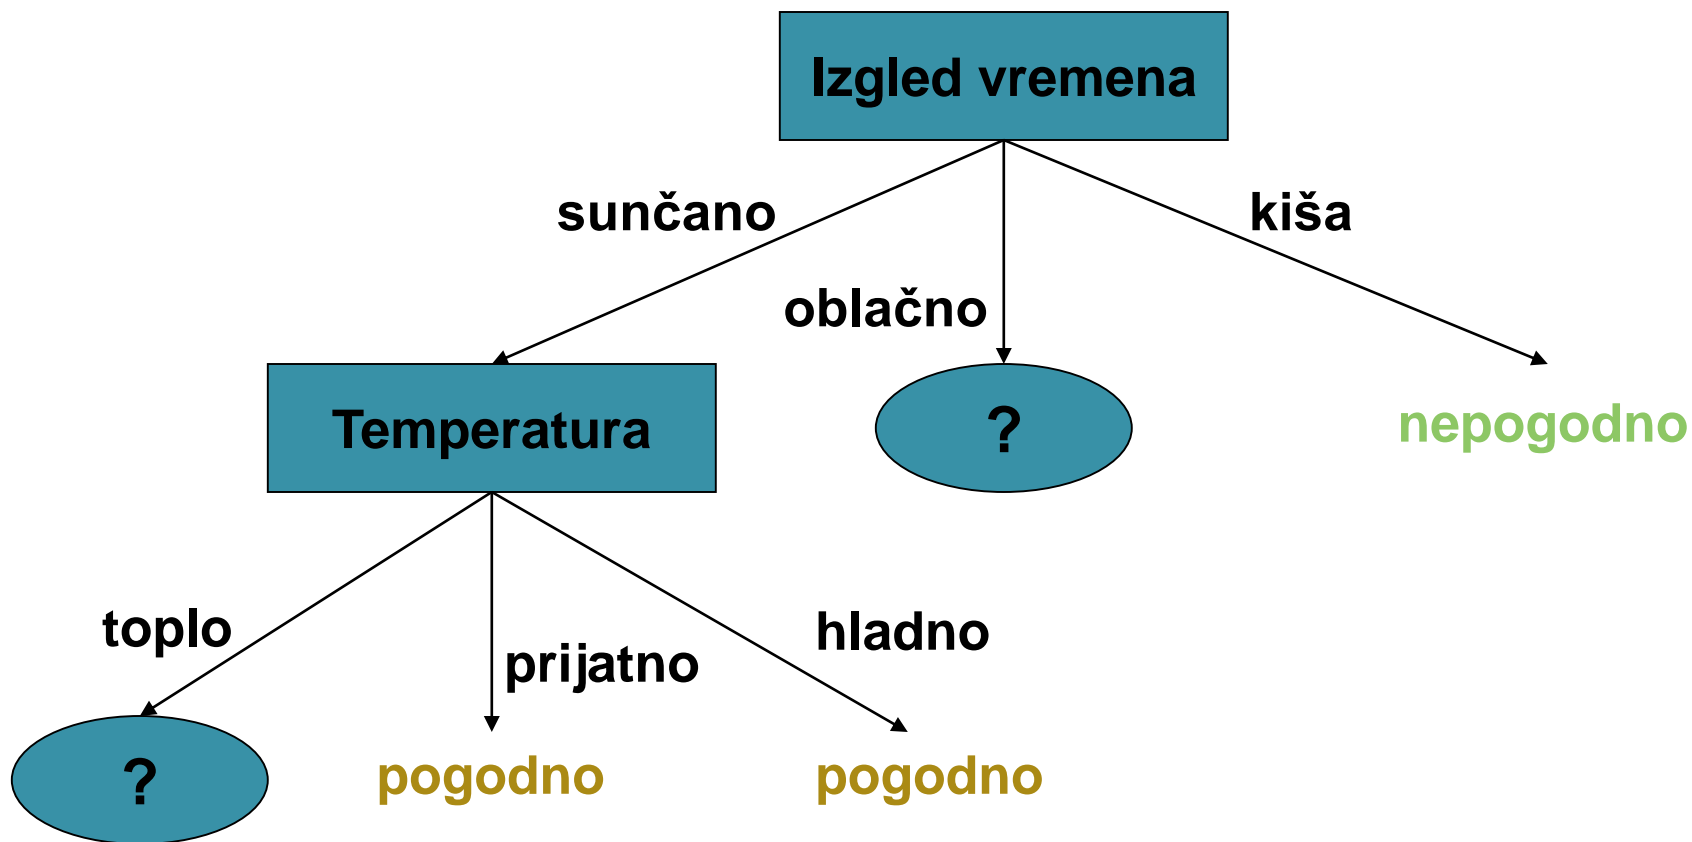 Izgled vremena
sunčano
kiša
oblačno
Temperatura
?
nepogodno
toplo
prijatno
hladno
?
pogodno
pogodno